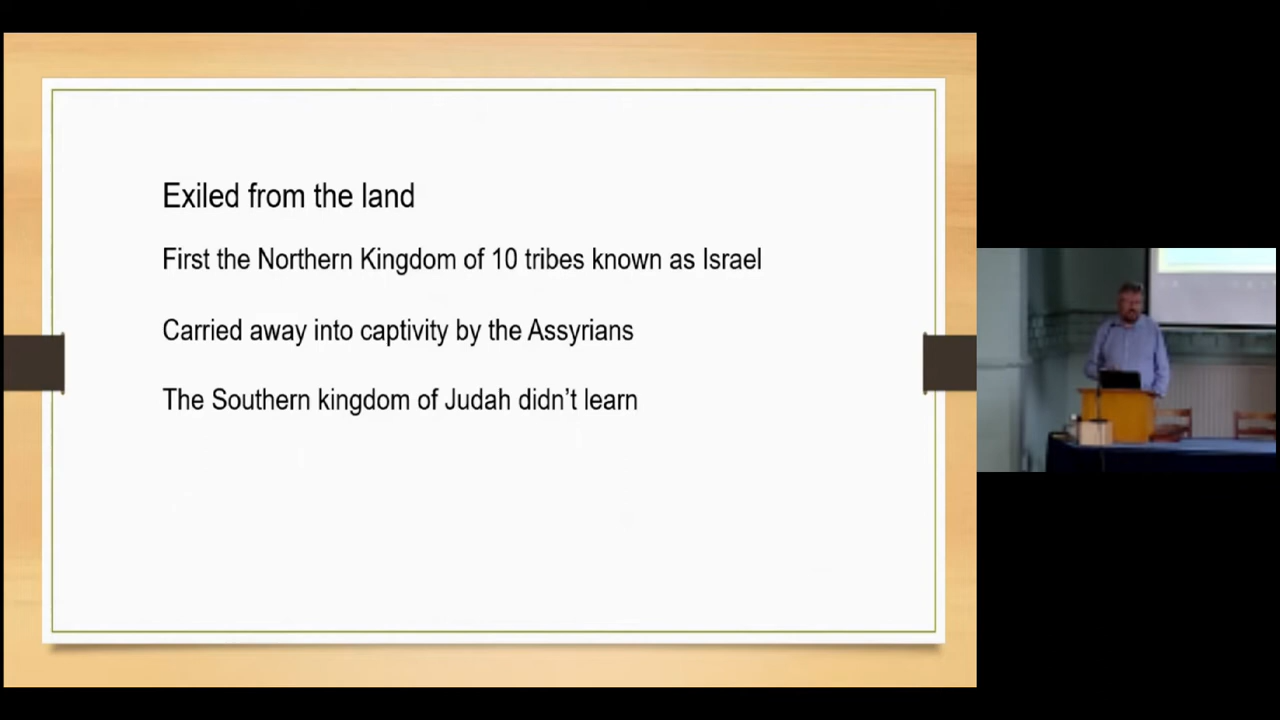 Exiled from the land
First the Northern Kingdom of 10 tribes known as Israel
Carried away into captivity by the Assyrians
The Southern kingdom of Judah didn’t learn